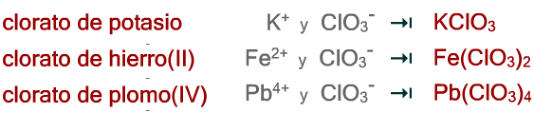 clorato de potasio K⁺ y ClO₃⁻ → KClO₃
clorato de hierro(II) Fe²⁺ y ClO₃⁻ → Fe(ClO₃)₂
clorato de plomo(IV) Pb⁴⁺ y ClO₃⁻ → Pb(ClO₃)₄